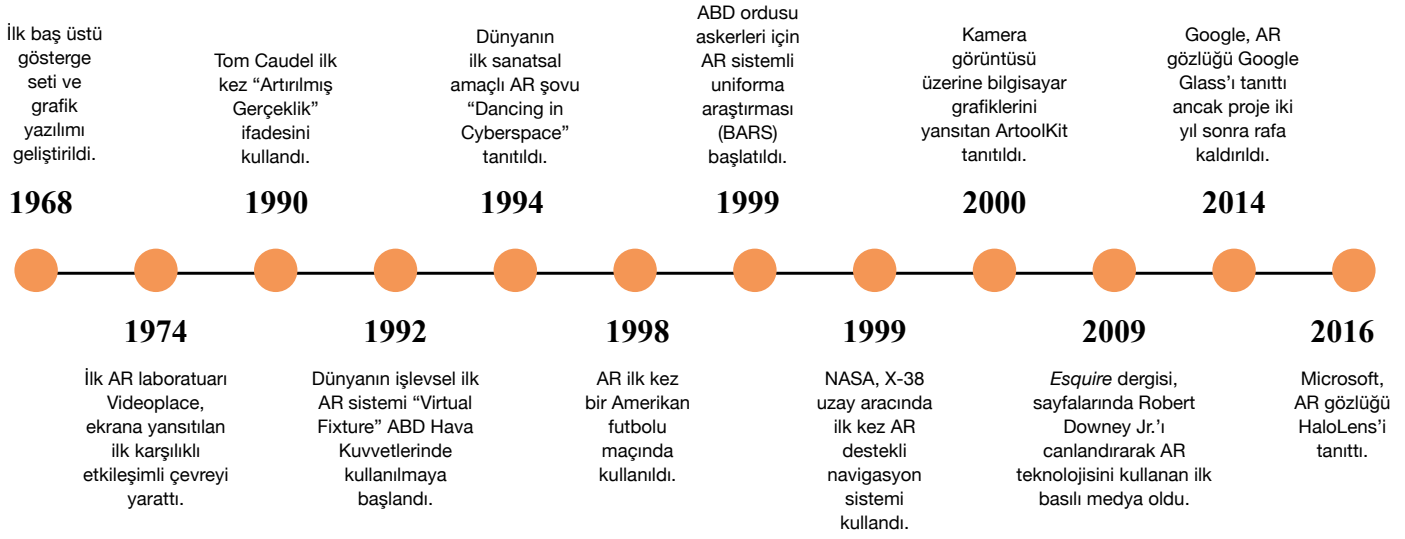 İlk baş üstü
gösterge
seti ve
grafik
yazılımı
geliştirildi.
1968
Tom Caudel ilk
kez “Artırılmış
Gerçeklik”
ifadesini
kullandı.
1990
Dünyanın
ilk sanatsal
amaçlı AR şovu
“Dancing in
Cyberspace”
tanıtıldı.
1994
ABD ordusu
askerleri için
AR sistemli
uniforma
araştırması
(BARS)
başlatıldı.
1999
Kamera
görüntüsü
üzerine bilgisayar
grafiklerini
yansıtan ArtoolKit
tanıtıldı.
2000
Google, AR
gözlüğü Google
Glass’ı tanıttı
ancak proje iki
yıl sonra rafa
kaldırıldı.
2014
1974
İlk AR laboratuarı
Videoplace,
ekrana yansıtılan
ilk karşılıklı
etkileşimli çevreyi
yarattı.
1992
Dünyanın işlevsel ilk
AR sistemi “Virtual
Fixture” ABD Hava
Kuvvetlerinde
kullanılmaya
başlandı.
1998
AR ilk kez
bir Amerikan
futbolu
maçında
kullanıldı.
1999
NASA, X-38
uzay aracında
ilk kez AR
destekli
navigasyon
sistemi
kullandı.
2009
Esquire dergisi,
sayfalarında Robert
Downey Jr.’ı
canlandırarak AR
teknolojisini kullanan ilk
basılı medya oldu.
2016
Microsoft,
AR gözlüğü
HaloLens’i
tanıttı.